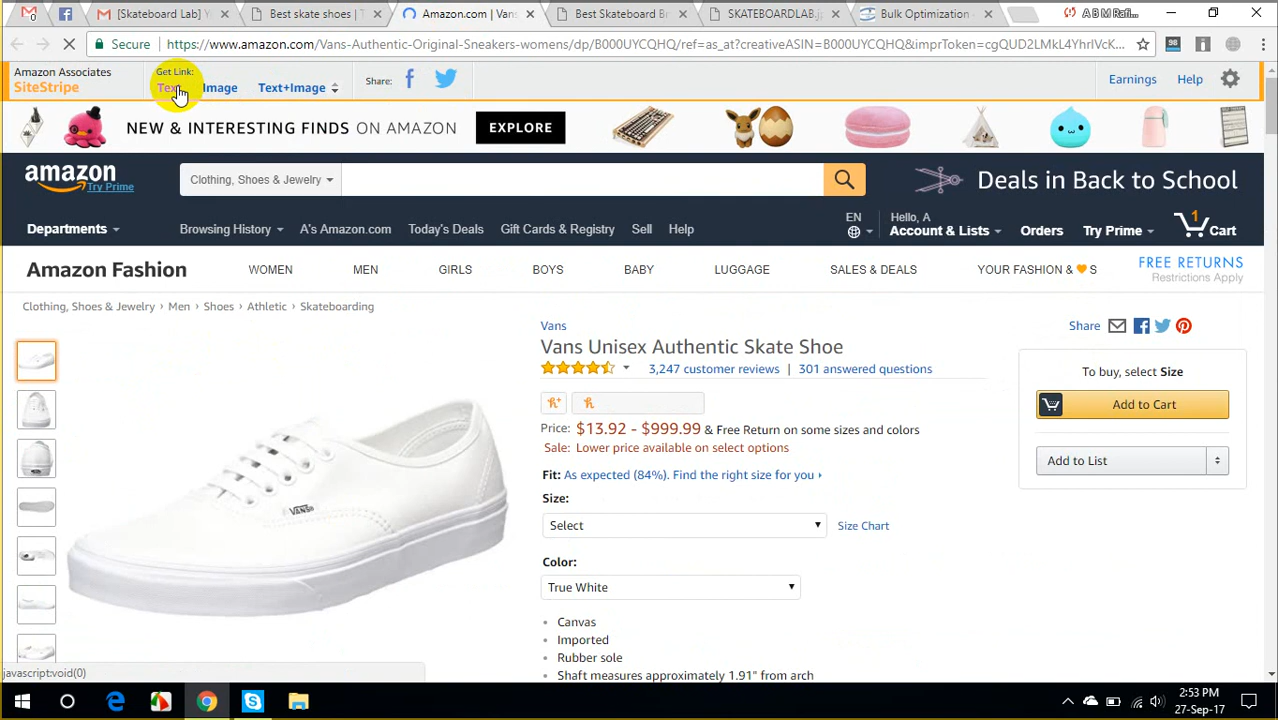 [Skateboard Lab] Y
Best skate shoes | T
Amazon.com | Vans
Best Skateboard Br
SKATEBOARDLAB.j
Bulk Optimization
A B M Rafi
Secure
https://www.amazon.com/Vans-Authentic-Original-Sneakers-womens/dp/B000UYCQHQ/ref=as_at?creativeASIN=B000UYCQHQ&imprToken=cgQUD2LMkL4YhrIVcK
Amazon Associates
SiteStripe
Get Link:
Text Image Text+Image
Share:
Earnings
Help
NEW & INTERESTING FINDS ON AMAZON
EXPLORE
amazon
Try Prime
Clothing, Shoes & Jewelry
Deals in Back to School
Departments
Browsing History
A's Amazon.com
Today's Deals
Gift Cards & Registry
Sell
Help
EN
Hello, A
Account & Lists
Orders
Try Prime
1
Cart
Amazon Fashion
WOMEN
MEN
GIRLS
BOYS
BABY
LUGGAGE
SALES & DEALS
YOUR FASHION & 🧡 S
FREE RETURNS
Restrictions Apply
Clothing, Shoes & Jewelry › Men › Shoes › Athletic › Skateboarding
Vans
Vans Unisex Authentic Skate Shoe
3,247 customer reviews | 301 answered questions
Price: $13.92 - $999.99 & Free Return on some sizes and colors
Sale: Lower price available on select options
Fit: As expected (84%). Find the right size for you ›
Size:
Select
Size Chart
Color:
True White
• Canvas
• Imported
• Rubber sole
• Shaft measures approximately 1.91" from arch
Share
To buy, select Size
Add to Cart
Add to List
VANS
javascript:void(0)
2:53 PM
27-Sep-17